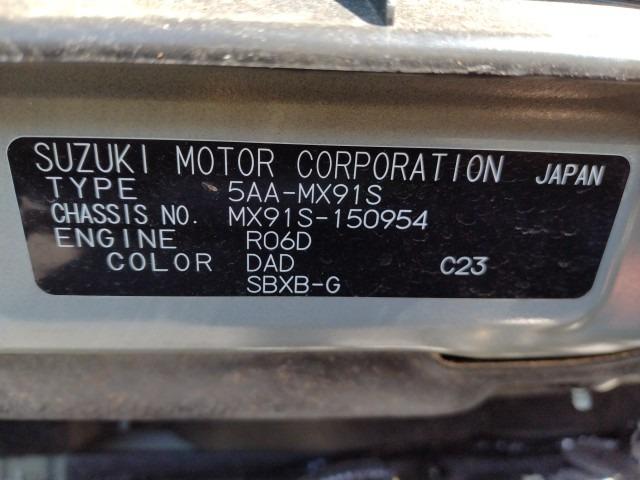 SUZUKI MOTOR CORPORATION JAPAN
TYPE 5AA-MX91S
CHASSIS NO. MX91S-150954
ENGINE R06D
COLOR DAD C23
SBXB-G